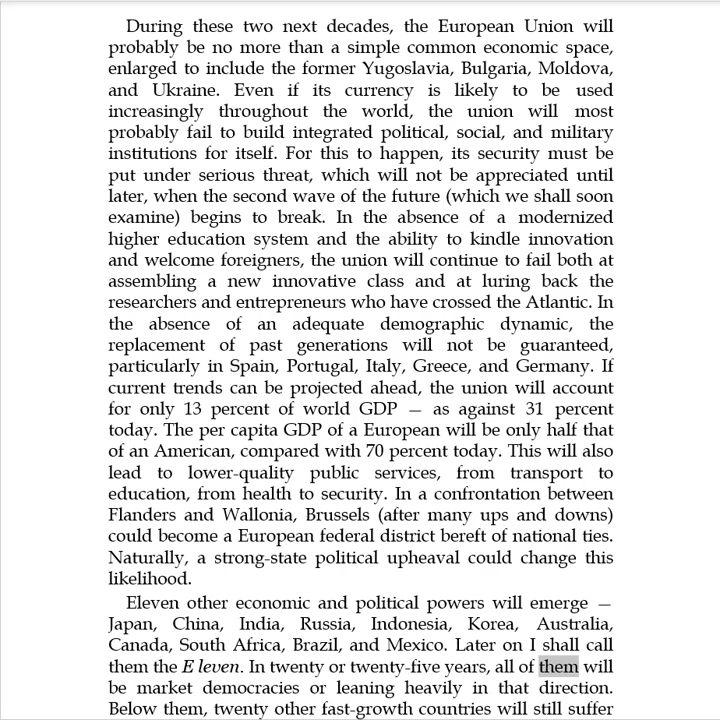 During these two next decades, the European Union will
probably be no more than a simple common economic space,
enlarged to include the former Yugoslavia, Bulgaria, Moldova,
and Ukraine. Even if its currency is likely to be used
increasingly throughout the world, the union will most
probably fail to build integrated political, social, and military
institutions for itself. For this to happen, its security must be
put under serious threat, which will not be appreciated until
later, when the second wave of the future (which we shall soon
examine) begins to break. In the absence of a modernized
higher education system and the ability to kindle innovation
and welcome foreigners, the union will continue to fail both at
assembling a new innovative class and at luring back the
researchers and entrepreneurs who have crossed the Atlantic. In
the absence of an adequate demographic dynamic, the
replacement of past generations will not be guaranteed,
particularly in Spain, Portugal, Italy, Greece, and Germany. If
current trends can be projected ahead, the union will account
for only 13 percent of world GDP — as against 31 percent
today. The per capita GDP of a European will be only half that
of an American, compared with 70 percent today. This will also
lead to lower-quality public services, from transport to
education, from health to security. In a confrontation between
Flanders and Wallonia, Brussels (after many ups and downs)
could become a European federal district bereft of national ties.
Naturally, a strong-state political upheaval could change this
likelihood.
Eleven other economic and political powers will emerge —
Japan, China, India, Russia, Indonesia, Korea, Australia,
Canada, South Africa, Brazil, and Mexico. Later on I shall call
them the E leven. In twenty or twenty-five years, all of them will
be market democracies or leaning heavily in that direction.
Below them, twenty other fast-growth countries will still suffer